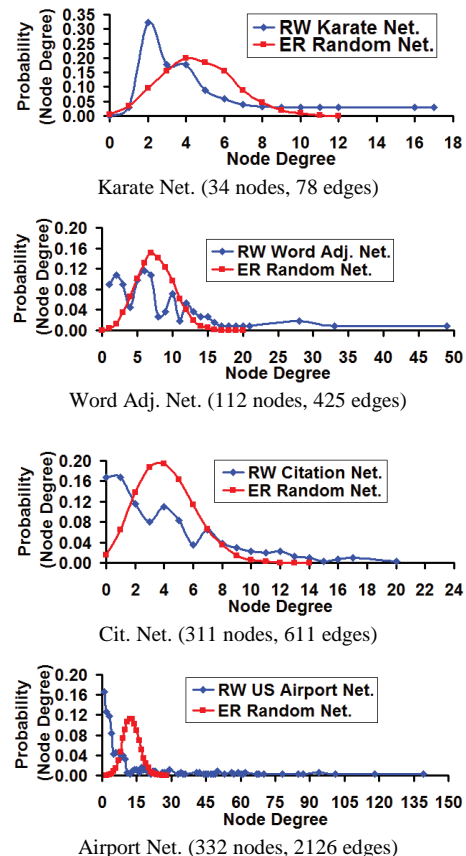 Probability
(Node Degree)
0.35
0.30
0.25
0.20
0.15
0.10
0.05
0.00
RW Karate Net.
ER Random Net.
0 2 4 6 8 10 12 14 16 18
Node Degree
Karate Net. (34 nodes, 78 edges)
Probability
(Node Degree)
0.20
0.16
0.12
0.08
0.04
0.00
RW Word Adj. Net.
ER Random Net.
0 5 10 15 20 25 30 35 40 45 50
Node Degree
Word Adj. Net. (112 nodes, 425 edges)
Probability
(Node Degree)
0.20
0.16
0.12
0.08
0.04
0.00
RW Citation Net.
ER Random Net.
0 2 4 6 8 10 12 14 16 18 20 22 24
Node Degree
Cit. Net. (311 nodes, 611 edges)
Probability
(Node Degree)
0.20
0.16
0.12
0.08
0.04
0.00
RW US Airport Net.
ER Random Net.
0 15 30 45 60 75 90 105 120 135 150
Node Degree
Airport Net. (332 nodes, 2126 edges)